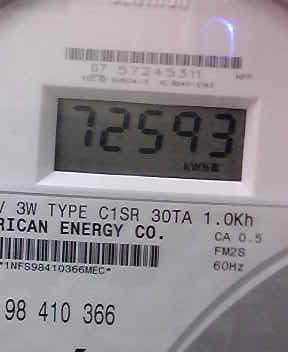 07 57245311
72593
KWH
V 3W TYPE C1SR 30TA 1.0Kh
RICAN ENERGY CO.
CA 0.5
FM2S
*1NFS98410366MEC*
60Hz
98 410 366